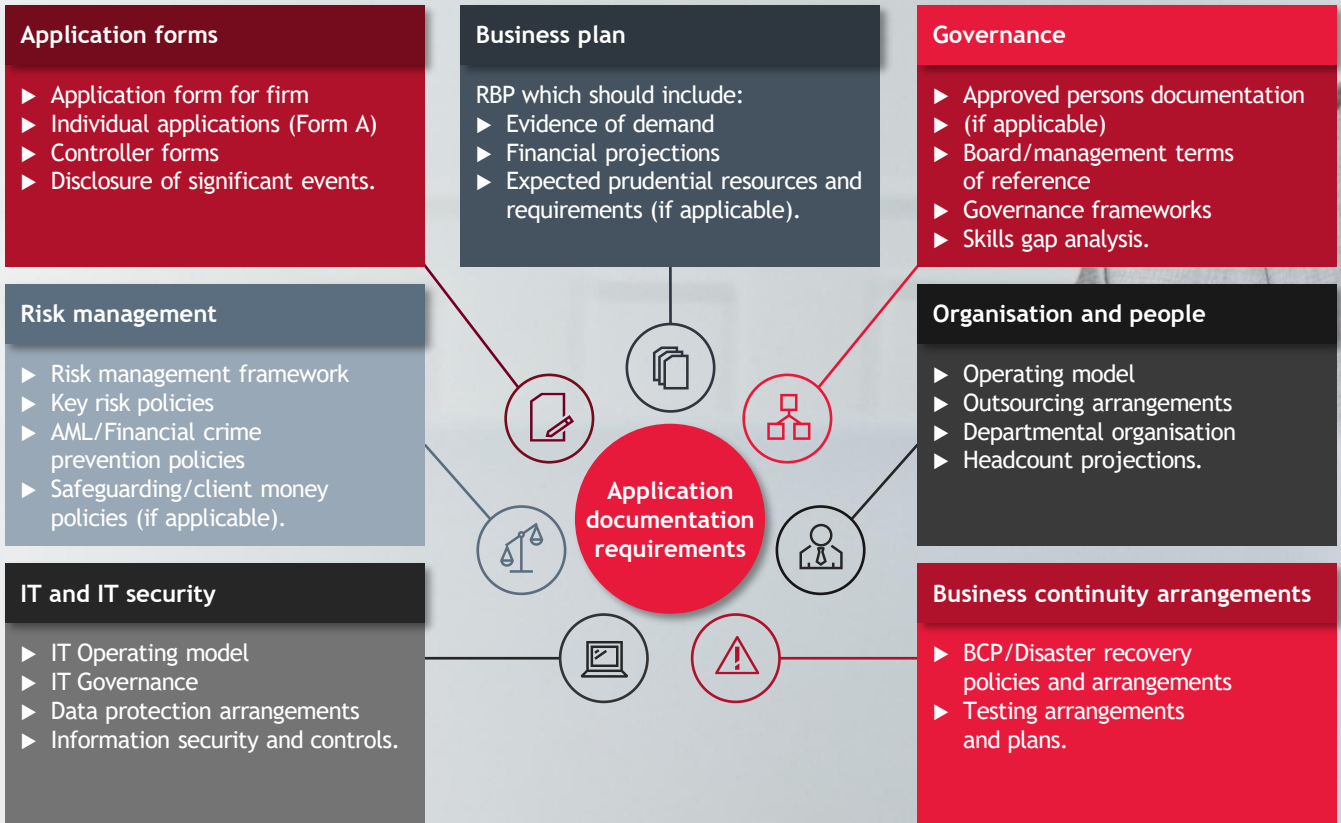 Application forms
► Application form for firm
► Individual applications (Form A)
► Controller forms
► Disclosure of significant events.
Business plan
RBP which should include:
► Evidence of demand
► Financial projections
► Expected prudential resources and
requirements (if applicable).
Governance
► Approved persons documentation
► (if applicable)
► Board/management terms
of reference
► Governance frameworks
► Skills gap analysis.
Risk management
► Risk management framework
► Key risk policies
► AML/Financial crime
prevention policies
► Safeguarding/client money
policies (if applicable).
Application
documentation
requirements
Organisation and people
► Operating model
► Outsourcing arrangements
► Departmental organisation
► Headcount projections.
IT and IT security
► IT Operating model
► IT Governance
► Data protection arrangements
► Information security and controls.
Business continuity arrangements
► BCP/Disaster recovery
policies and arrangements
► Testing arrangements
and plans.